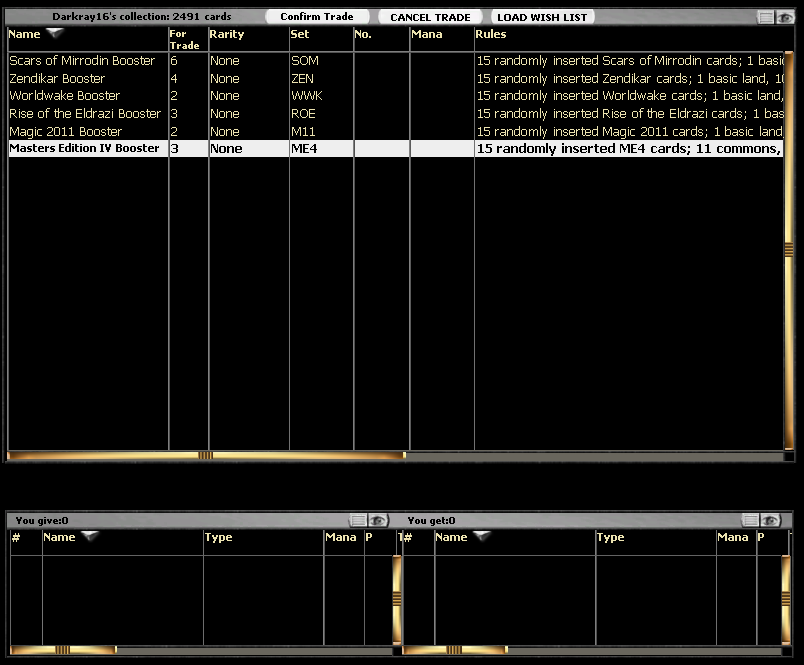 Darkray16's collection: 2491 cards Confirm Trade CANCEL TRADE LOAD WISH LIST
Name For Trade Rarity Set No. Mana Rules
Scars of Mirrodin Booster 6 None SOM 15 randomly inserted Scars of Mirrodin cards; 1 basic
Zendikar Booster 4 None ZEN 15 randomly inserted Zendikar cards; 1 basic land, 10
Worldwake Booster 2 None WWK 15 randomly inserted Worldwake cards; 1 basic land,
Rise of the Eldrazi Booster 3 None ROE 15 randomly inserted Rise of the Eldrazi cards; 1 bas
Magic 2011 Booster 2 None M11 15 randomly inserted Magic 2011 cards; 1 basic land
Masters Edition IV Booster 3 None ME4 15 randomly inserted ME4 cards; 11 commons,
You give:0 You get:0
# Name Type Mana P # Name Type Mana P